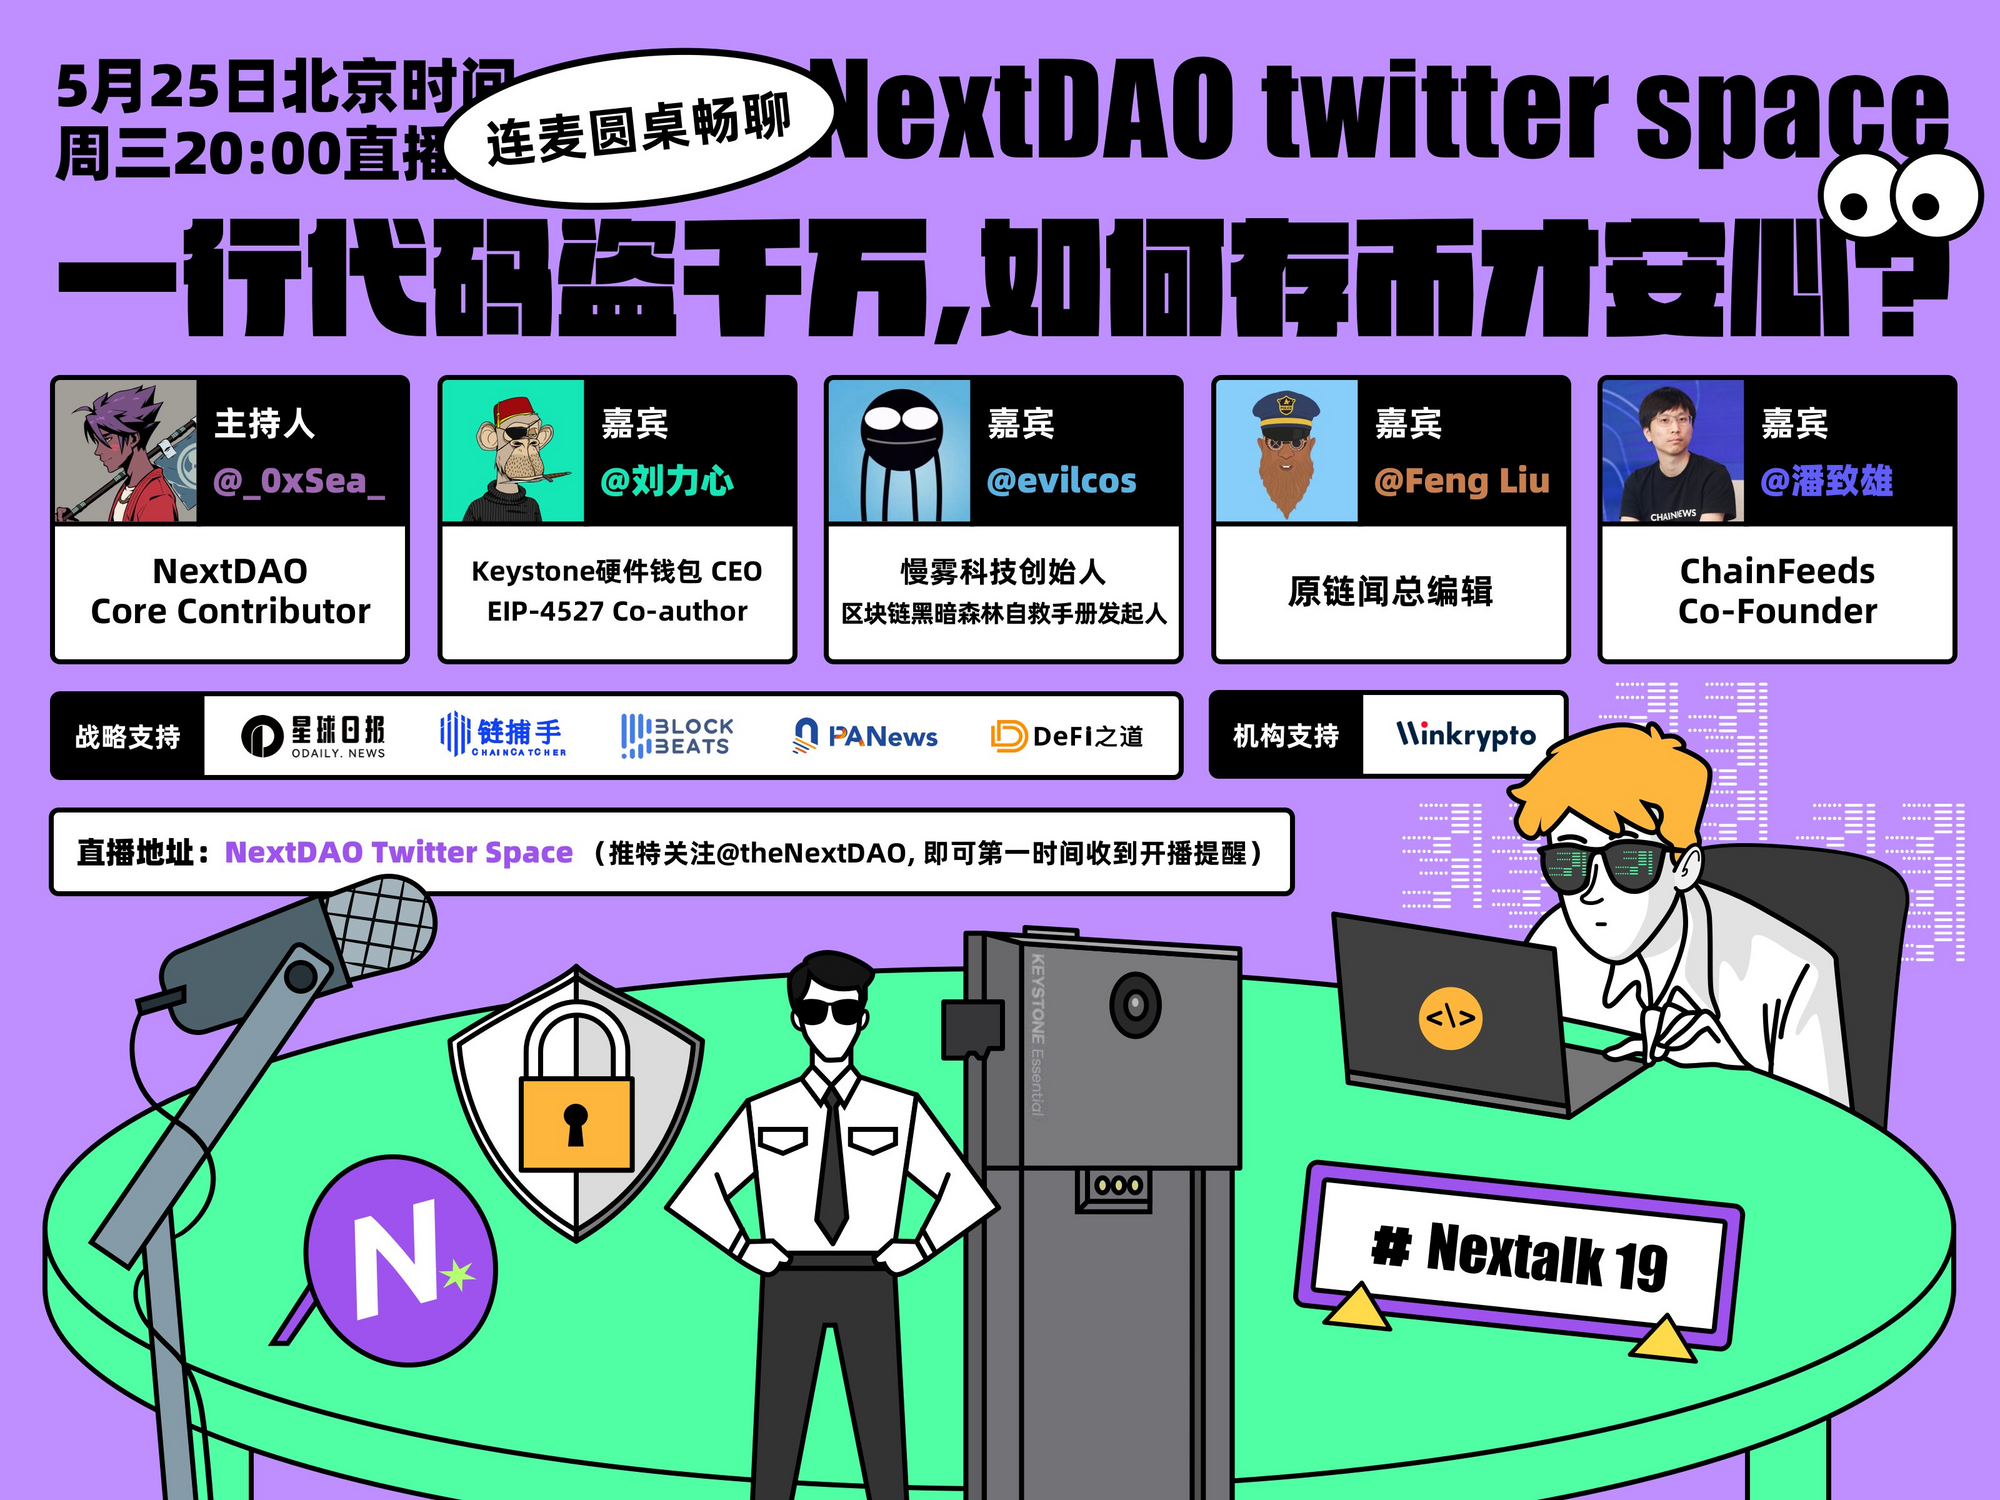 5月25日北京时间
周三20:00直播
连麦圆桌畅聊
NextDAO twitter space
一行代码盗千万,如何存币才安心?
主持人
@_0xSea_
NextDAO
Core Contributor
嘉宾
@刘力心
Keystone硬件钱包 CEO
EIP-4527 Co-author
嘉宾
@evilcos
慢雾科技创始人
区块链黑暗森林自救手册发起人
嘉宾
@Feng Liu
原链闻总编辑
嘉宾
@潘致雄
CHAINNEWS
ChainFeeds
Co-Founder
战略支持
星球日报
ODAILY. NEWS
链捕手
CHAINCATCHER
BLOCK
BEATS
PANews
DeFi之道
机构支持
\\inkrypto
直播地址：NextDAO Twitter Space（推特关注@theNextDAO, 即可第一时间收到开播提醒）
KEYSTONE Essential
<\>
N
# Nextalk 19